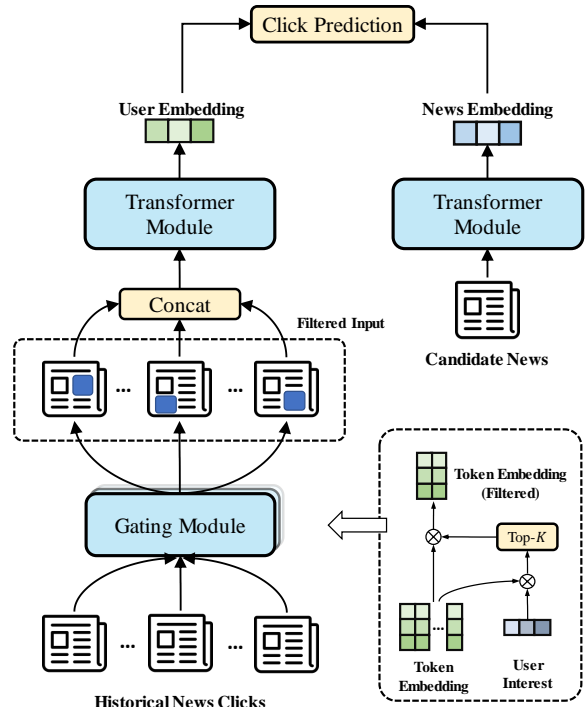 Click Prediction
User Embedding
News Embedding
Transformer
Module
Transformer
Module
Concat
Filtered Input
Candidate News
...
...
Token Embedding
(Filtered)
Gating Module
Top-K
...
...
...
Token
Embedding
User
Interest
Historical News Clicks